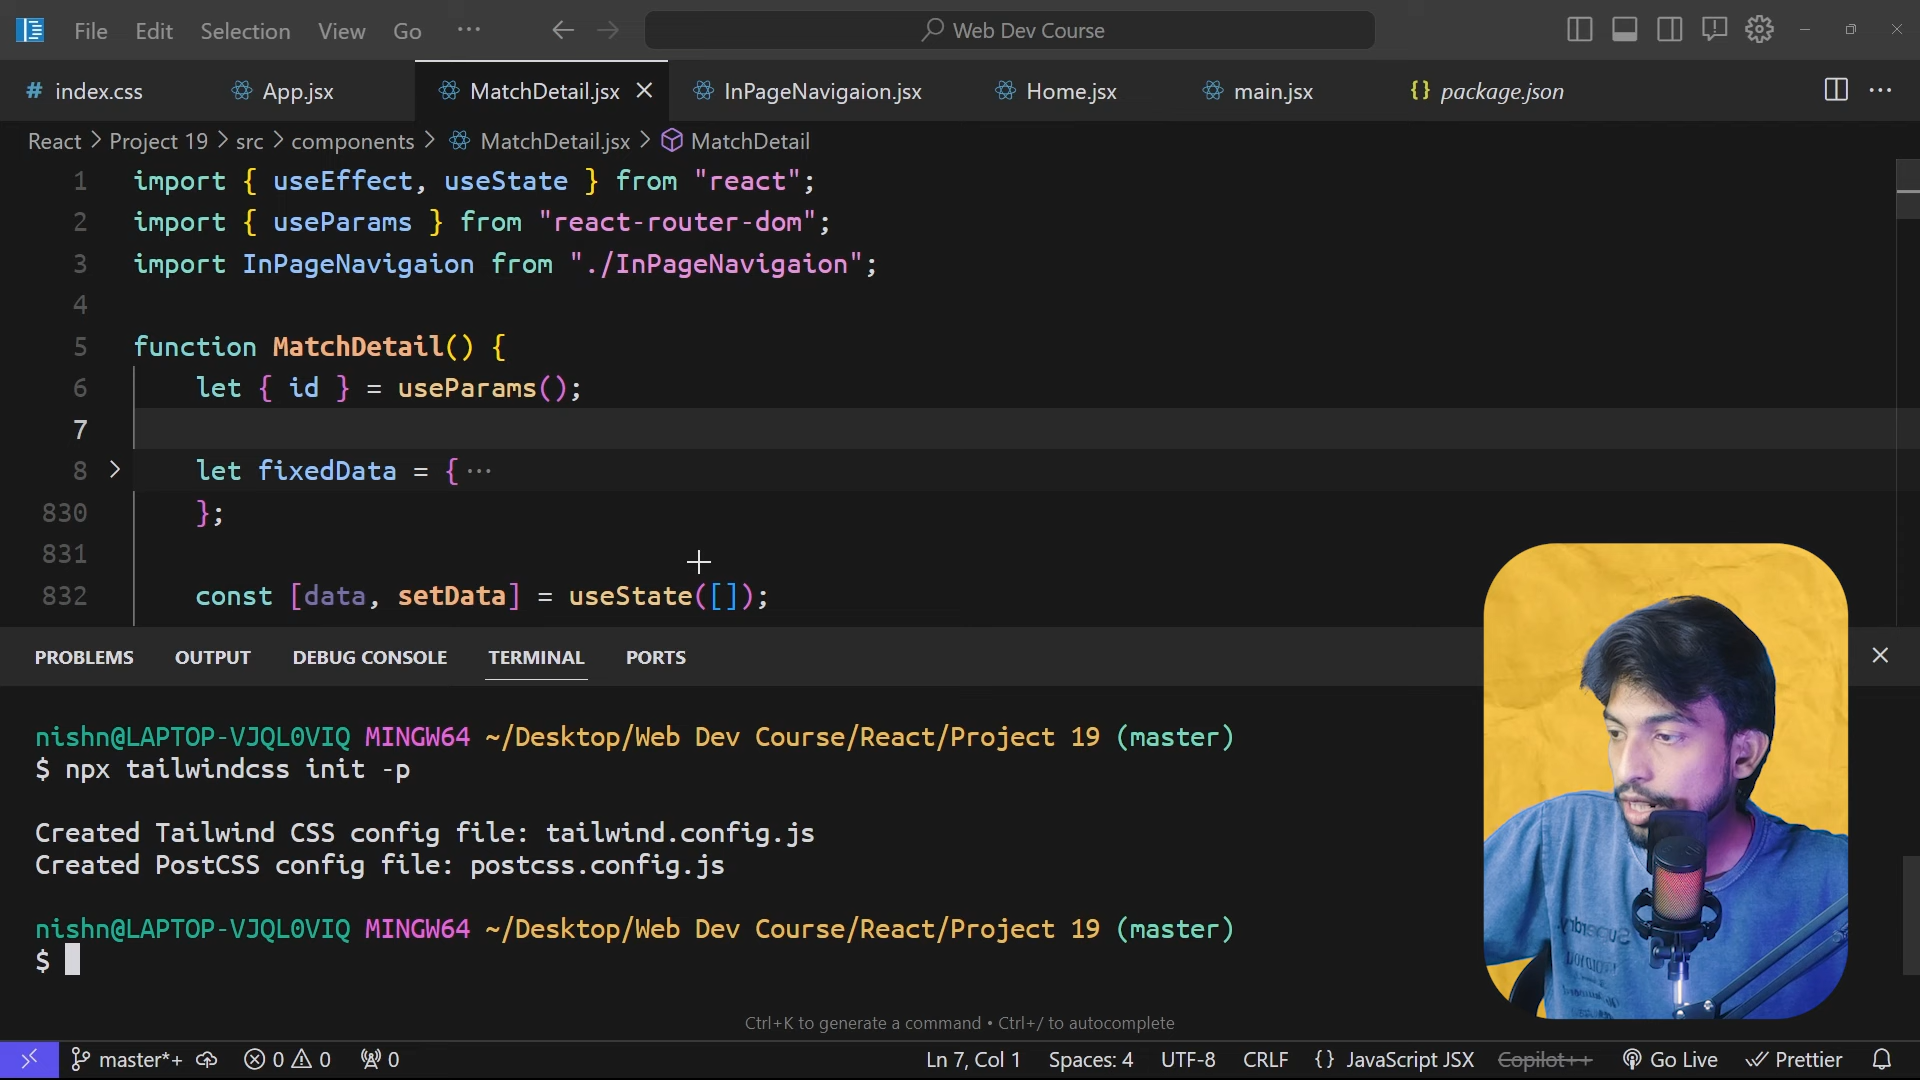 File Edit Selection View Go ··· Web Dev Course
# index.css App.jsx MatchDetail.jsx InPageNavigaion.jsx Home.jsx main.jsx {} package.json ···
React > Project 19 > src > components > MatchDetail.jsx > MatchDetail
1 import { useEffect, useState } from "react";
2 import { useParams } from "react-router-dom";
3 import InPageNavigaion from "./InPageNavigaion";
4
5 function MatchDetail() {
6 let { id } = useParams();
7
8 let fixedData = { ···
830 };
831
832 const [data, setData] = useState([]);
PROBLEMS OUTPUT DEBUG CONSOLE TERMINAL PORTS
nishn@LAPTOP-VJQL0VIQ MINGW64 ~/Desktop/Web Dev Course/React/Project 19 (master)
$ npx tailwindcss init -p
Created Tailwind CSS config file: tailwind.config.js
Created PostCSS config file: postcss.config.js
nishn@LAPTOP-VJQL0VIQ MINGW64 ~/Desktop/Web Dev Course/React/Project 19 (master)
$
Superdry.
Ctrl+K to generate a command • Ctrl+/ to autocomplete
master*+ 0 0 0 Ln 7, Col 1 Spaces: 4 UTF-8 CRLF {} JavaScript JSX Copilot++ Go Live Prettier